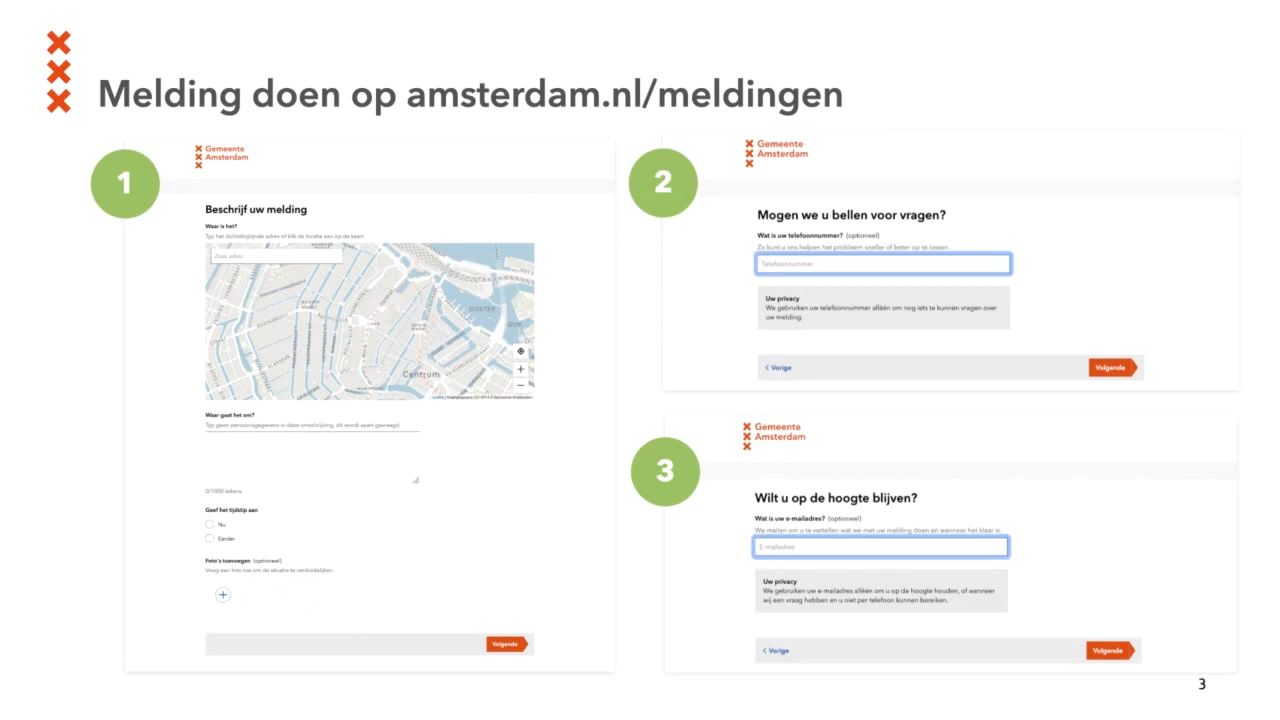 Melding doen op amsterdam.nl/meldingen
1
Gemeente
Amsterdam
Beschrijf uw melding
Waar is het?
Typ het dichtstbijzijnde adres of klik de locatie aan op de kaart
Zoek adres
OOSTER
DOK
Centrum
Waar gaat het om?
Typ geen persoonsgegevens in deze omschrijving, dit wordt apart gevraagd
0/1000 tekens
Geef het tijdstip aan
Nu
Eerder
Foto's toevoegen (optioneel)
Voeg een foto toe om de situatie te verduidelijken
Volgende
2
Gemeente
Amsterdam
Mogen we u bellen voor vragen?
Wat is uw telefoonnummer? (optioneel)
Zo kunt u ons helpen het probleem sneller of beter op te lossen.
Telefoonnummer
Uw privacy
We gebruiken uw telefoonnummer alléén om nog iets te kunnen vragen over
uw melding.
< Vorige
Volgende
3
Gemeente
Amsterdam
Wilt u op de hoogte blijven?
Wat is uw e-mailadres? (optioneel)
We mailen om u te vertellen wat we met uw melding doen en wanneer het klaar is.
E-mailadres
Uw privacy
We gebruiken uw e-mailadres alléén om u op de hoogte te houden, of wanneer
wij een vraag hebben en u niet per telefoon kunnen bereiken.
< Vorige
Volgende
3